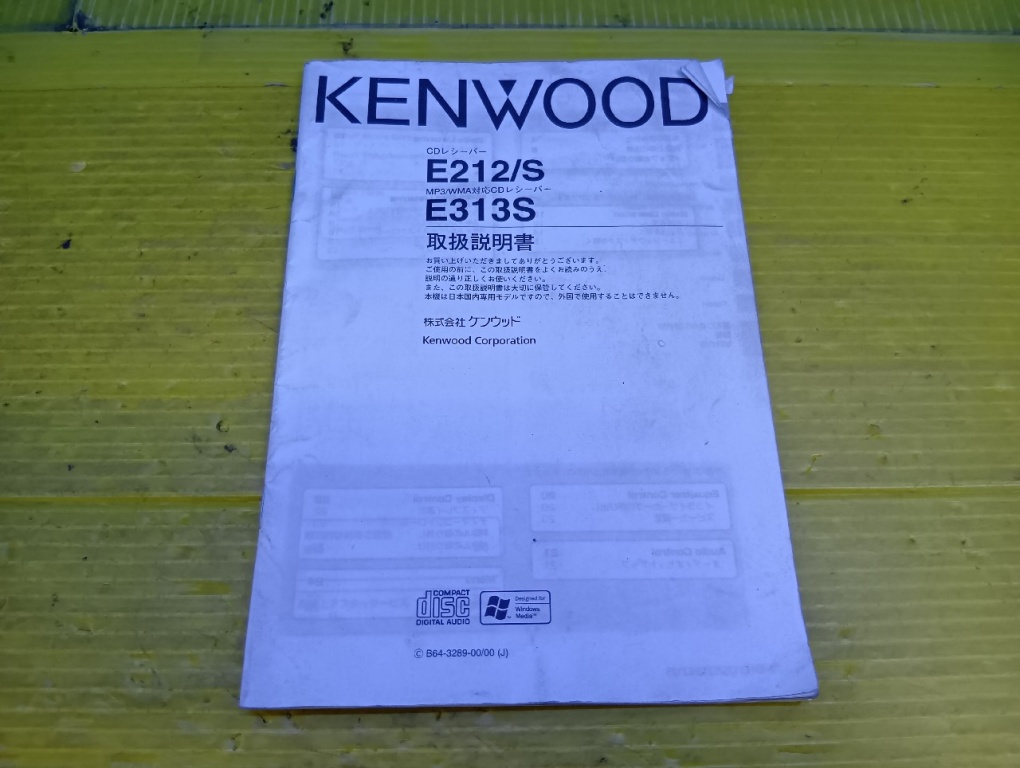 KENWOOD
CDレシーバー
E212/S
MP3/WMA対応CDレシーバー
E313S
取扱説明書
お買い上げいただきましてありがとうございます。
ご使用の前に、この取扱説明書をよくお読みのうえ、
説明の通り正しくお使いください。
また、この取扱説明書は大切に保管してください。
本機は日本国内専用モデルですので、外国で使用することはできません。
株式会社 ケンウッド
Kenwood Corporation
COMPACT
disc
DIGITAL AUDIO
Designed for
Windows
Media™
© B64-3289-00/00 (J)